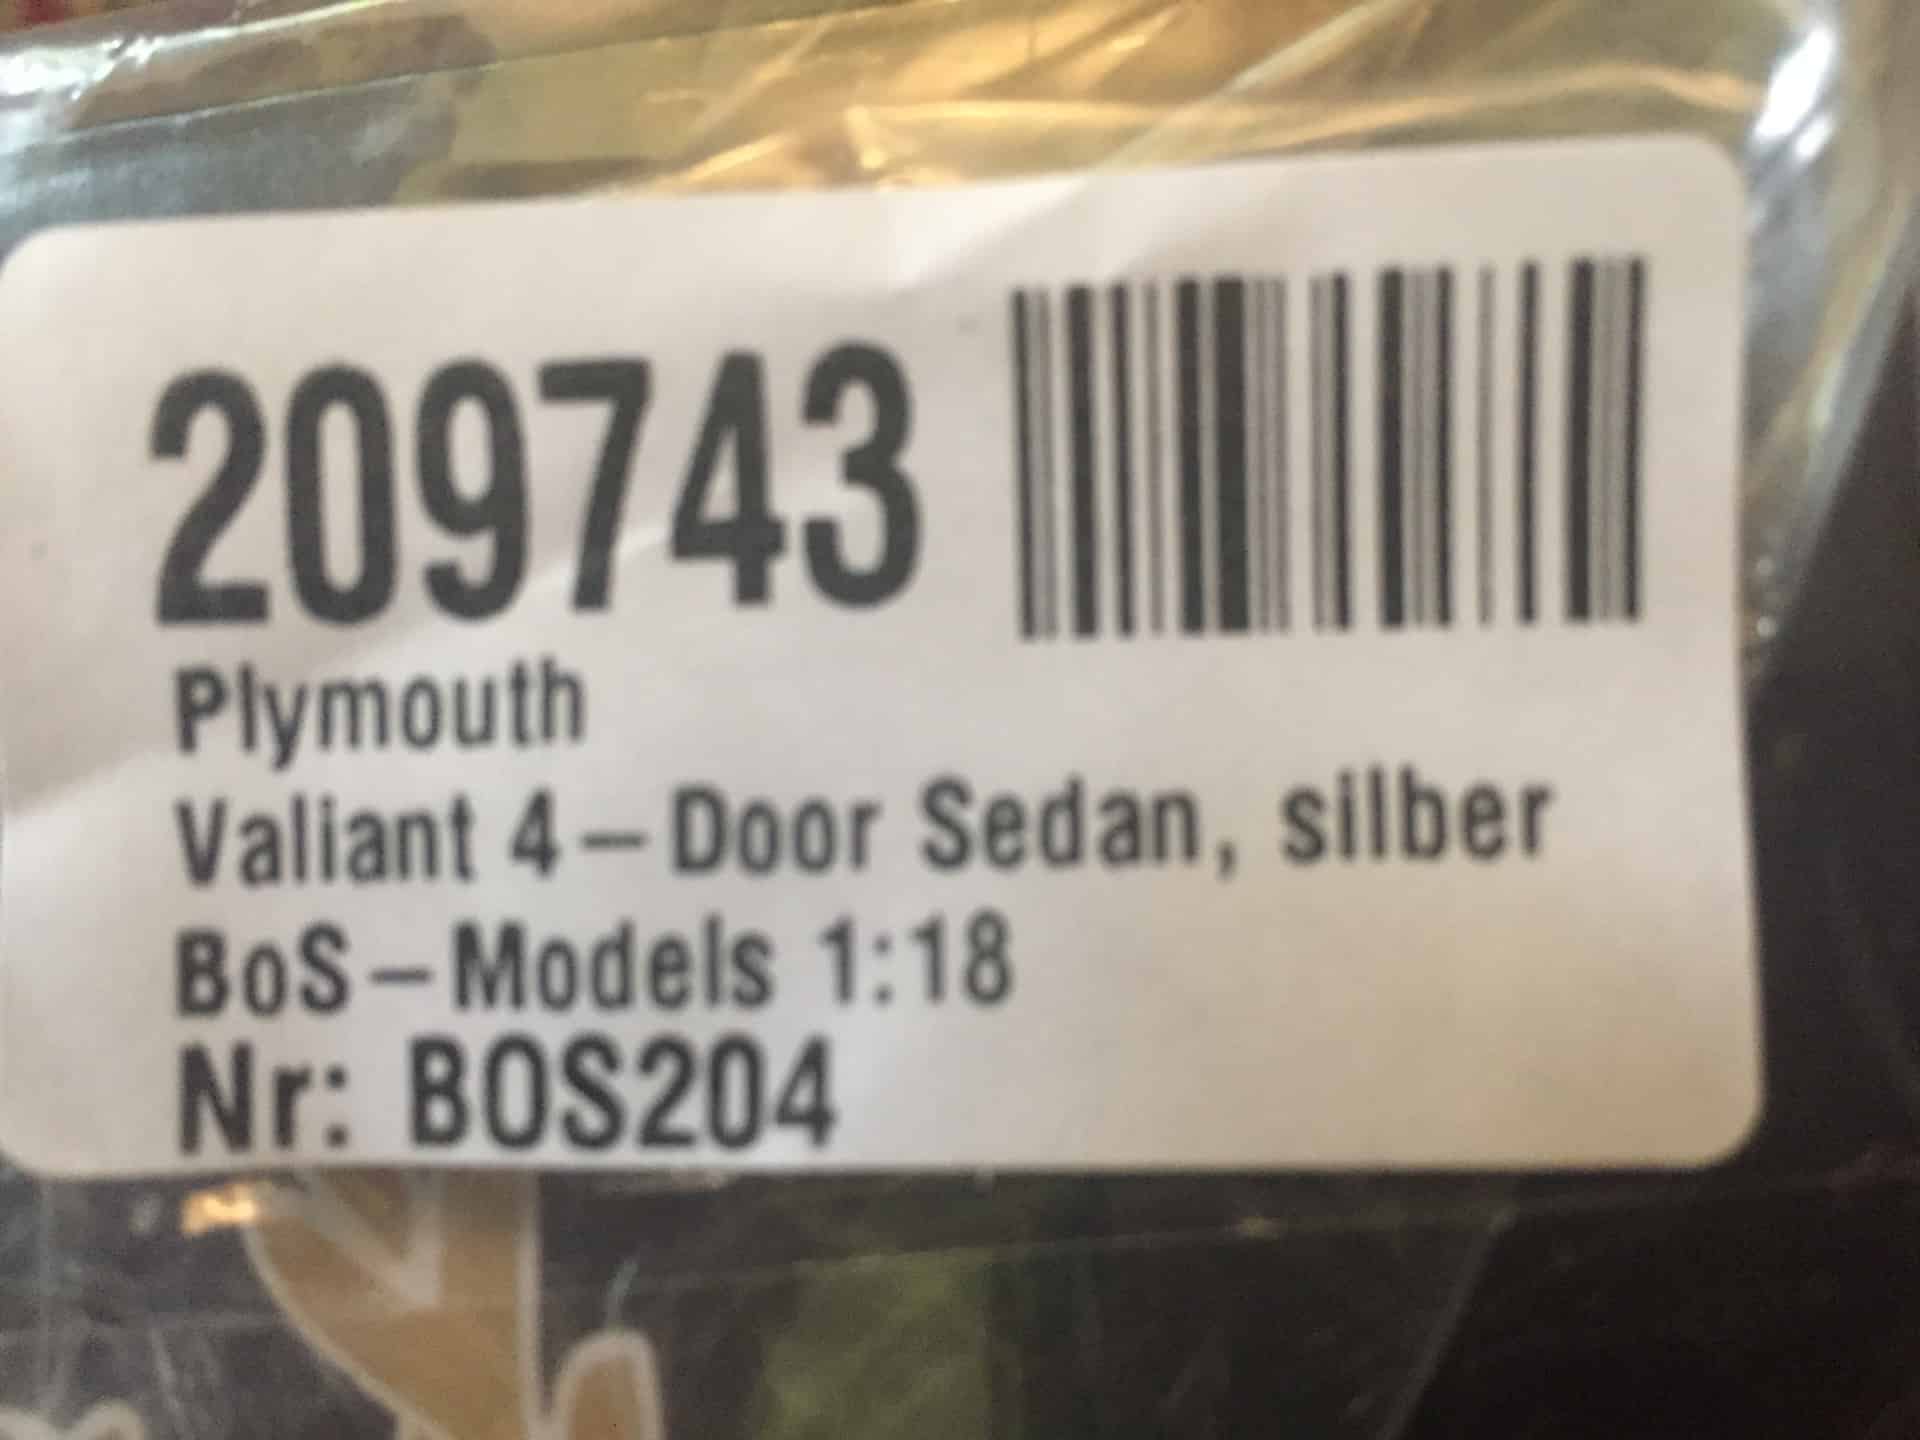 209743
Plymouth
Valiant 4-Door Sedan, silber
BoS-Models 1:18
Nr: BOS204